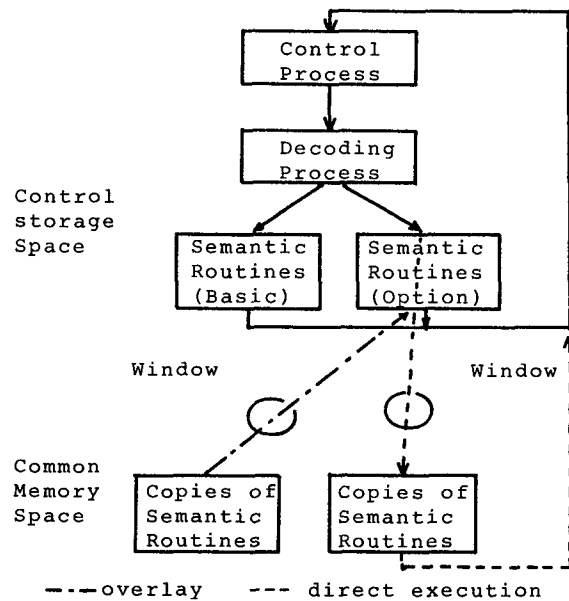 Control
Process
Decoding
Process
Control
storage
Space
Semantic
Routines
(Basic)
Semantic
Routines
(Option)
Window
Window
Common
Memory
Space
Copies of
Semantic
Routines
Copies of
Semantic
Routines
overlay
direct execution